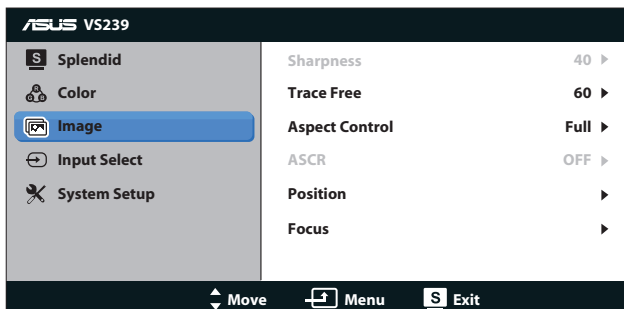 ASUS VS239
S Splendid
Color
Image
Input Select
System Setup
Sharpness 40
Trace Free 60
Aspect Control Full
ASCR OFF
Position
Focus
Move Menu S Exit